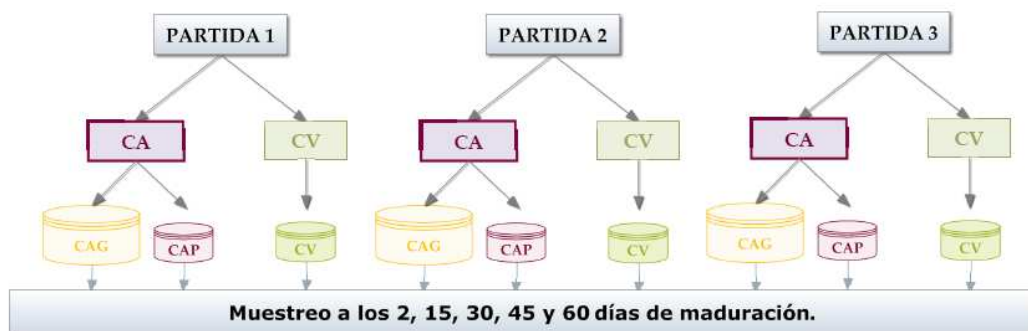 PARTIDA 1 PARTIDA 2 PARTIDA 3
CA CV CA CV CA CV
CAG CAP CV CAG CAP CV CAG CAP CV
Muestreo a los 2, 15, 30, 45 y 60 días de maduración.